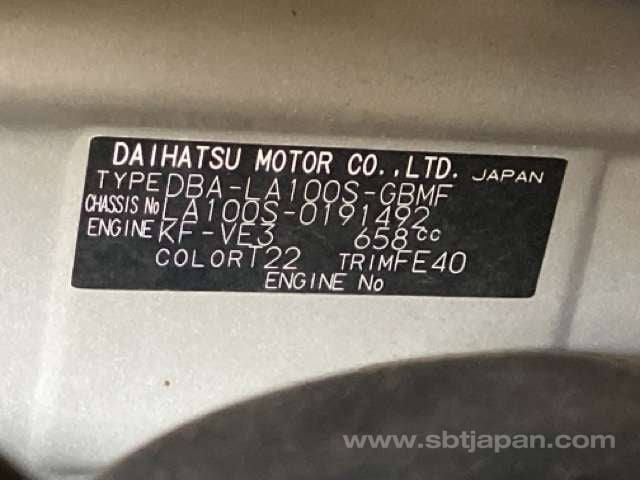 DAIHATSU MOTOR CO.,LTD. JAPAN
TYPE DBA-LA100S-GBMF
CHASSIS No LA100S-0191492
ENGINE KF-VE3 658cc
COLOR T22 TRIM FE40
ENGINE No
www.sbtjapan.com